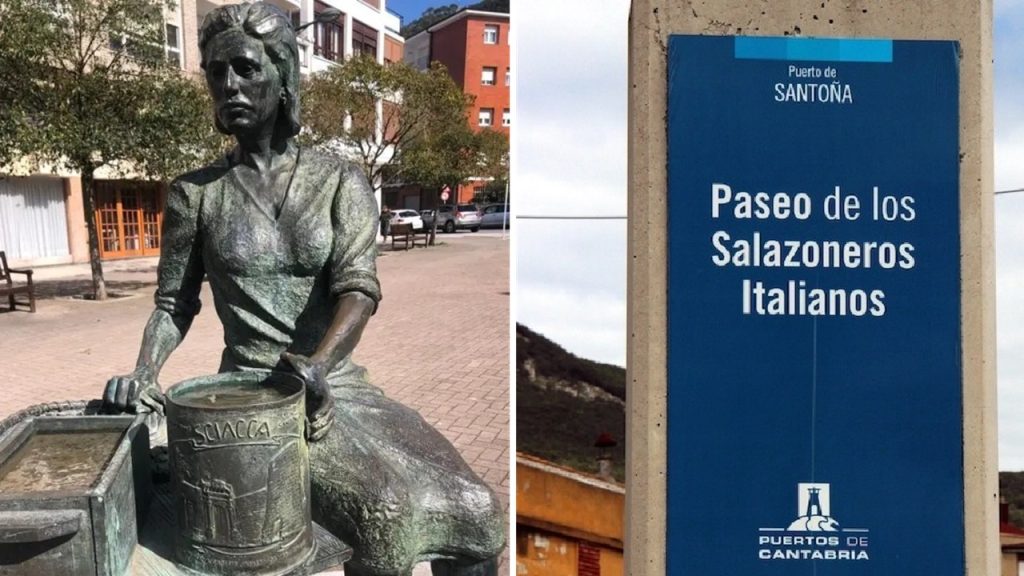 SCIACCA
Puerto de
SANTOÑA
Paseo de los
Salazoneros
Italianos
PUERTOS DE
CANTABRIA